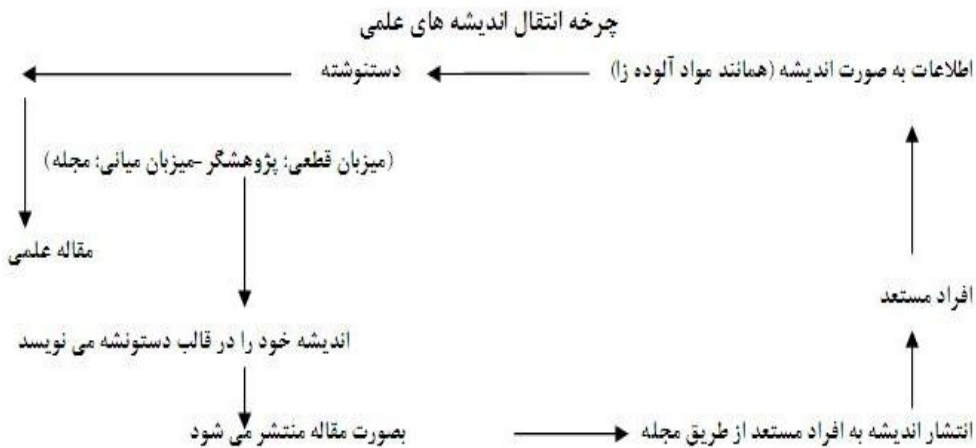 چرخه انتقال اندیشه های علمی
اطلاعات به صورت اندیشه (همانند مواد آلوده زا)
دستنوشته
(میزبان قطعی: پژوهشگر -میزبان میانی: مجله)
مقاله علمی
افراد مستعد
اندیشه خود را در قالب دستونشه می نویسد
بصورت مقاله منتشر می شود
انتشار اندیشه به افراد مستعد از طریق مجله